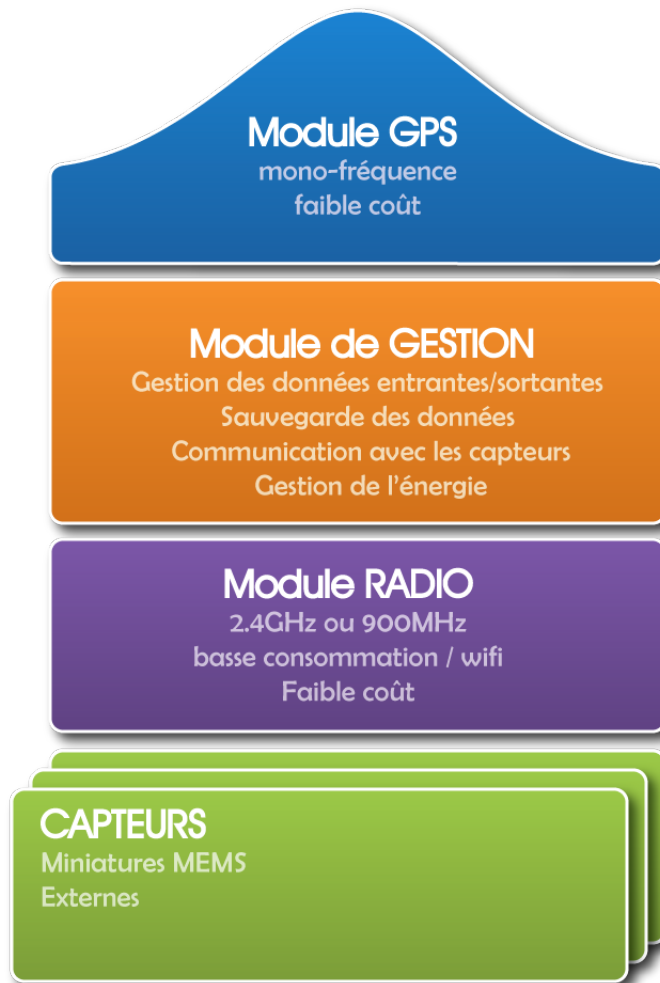 Module GPS
mono-fréquence
faible coût
Module de GESTION
Gestion des données entrantes/sortantes
Sauvegarde des données
Communication avec les capteurs
Gestion de l'énergie
Module RADIO
2.4GHz ou 900MHz
basse consommation / wifi
Faible coût
CAPTEURS
Miniatures MEMS
Externes